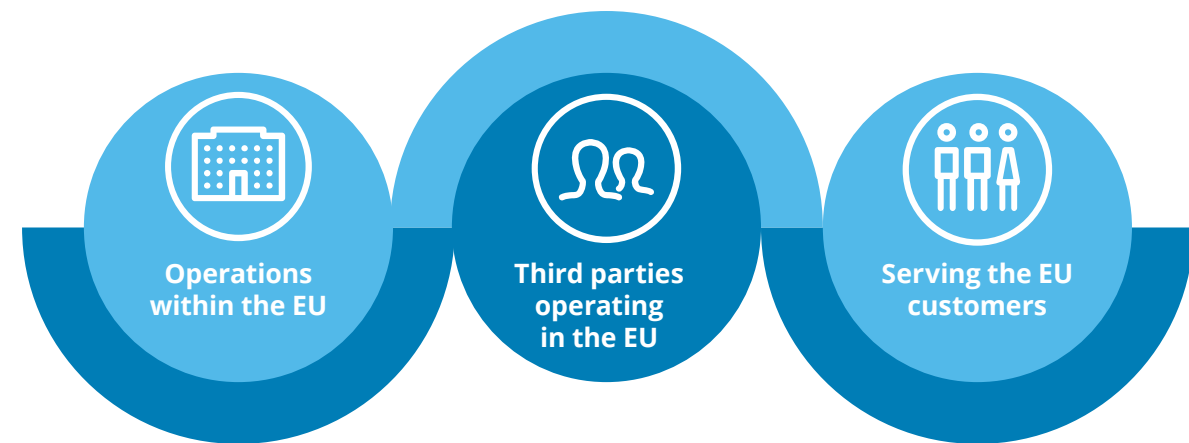 Operations
within the EU
Third parties
operating
in the EU
Serving the EU
customers